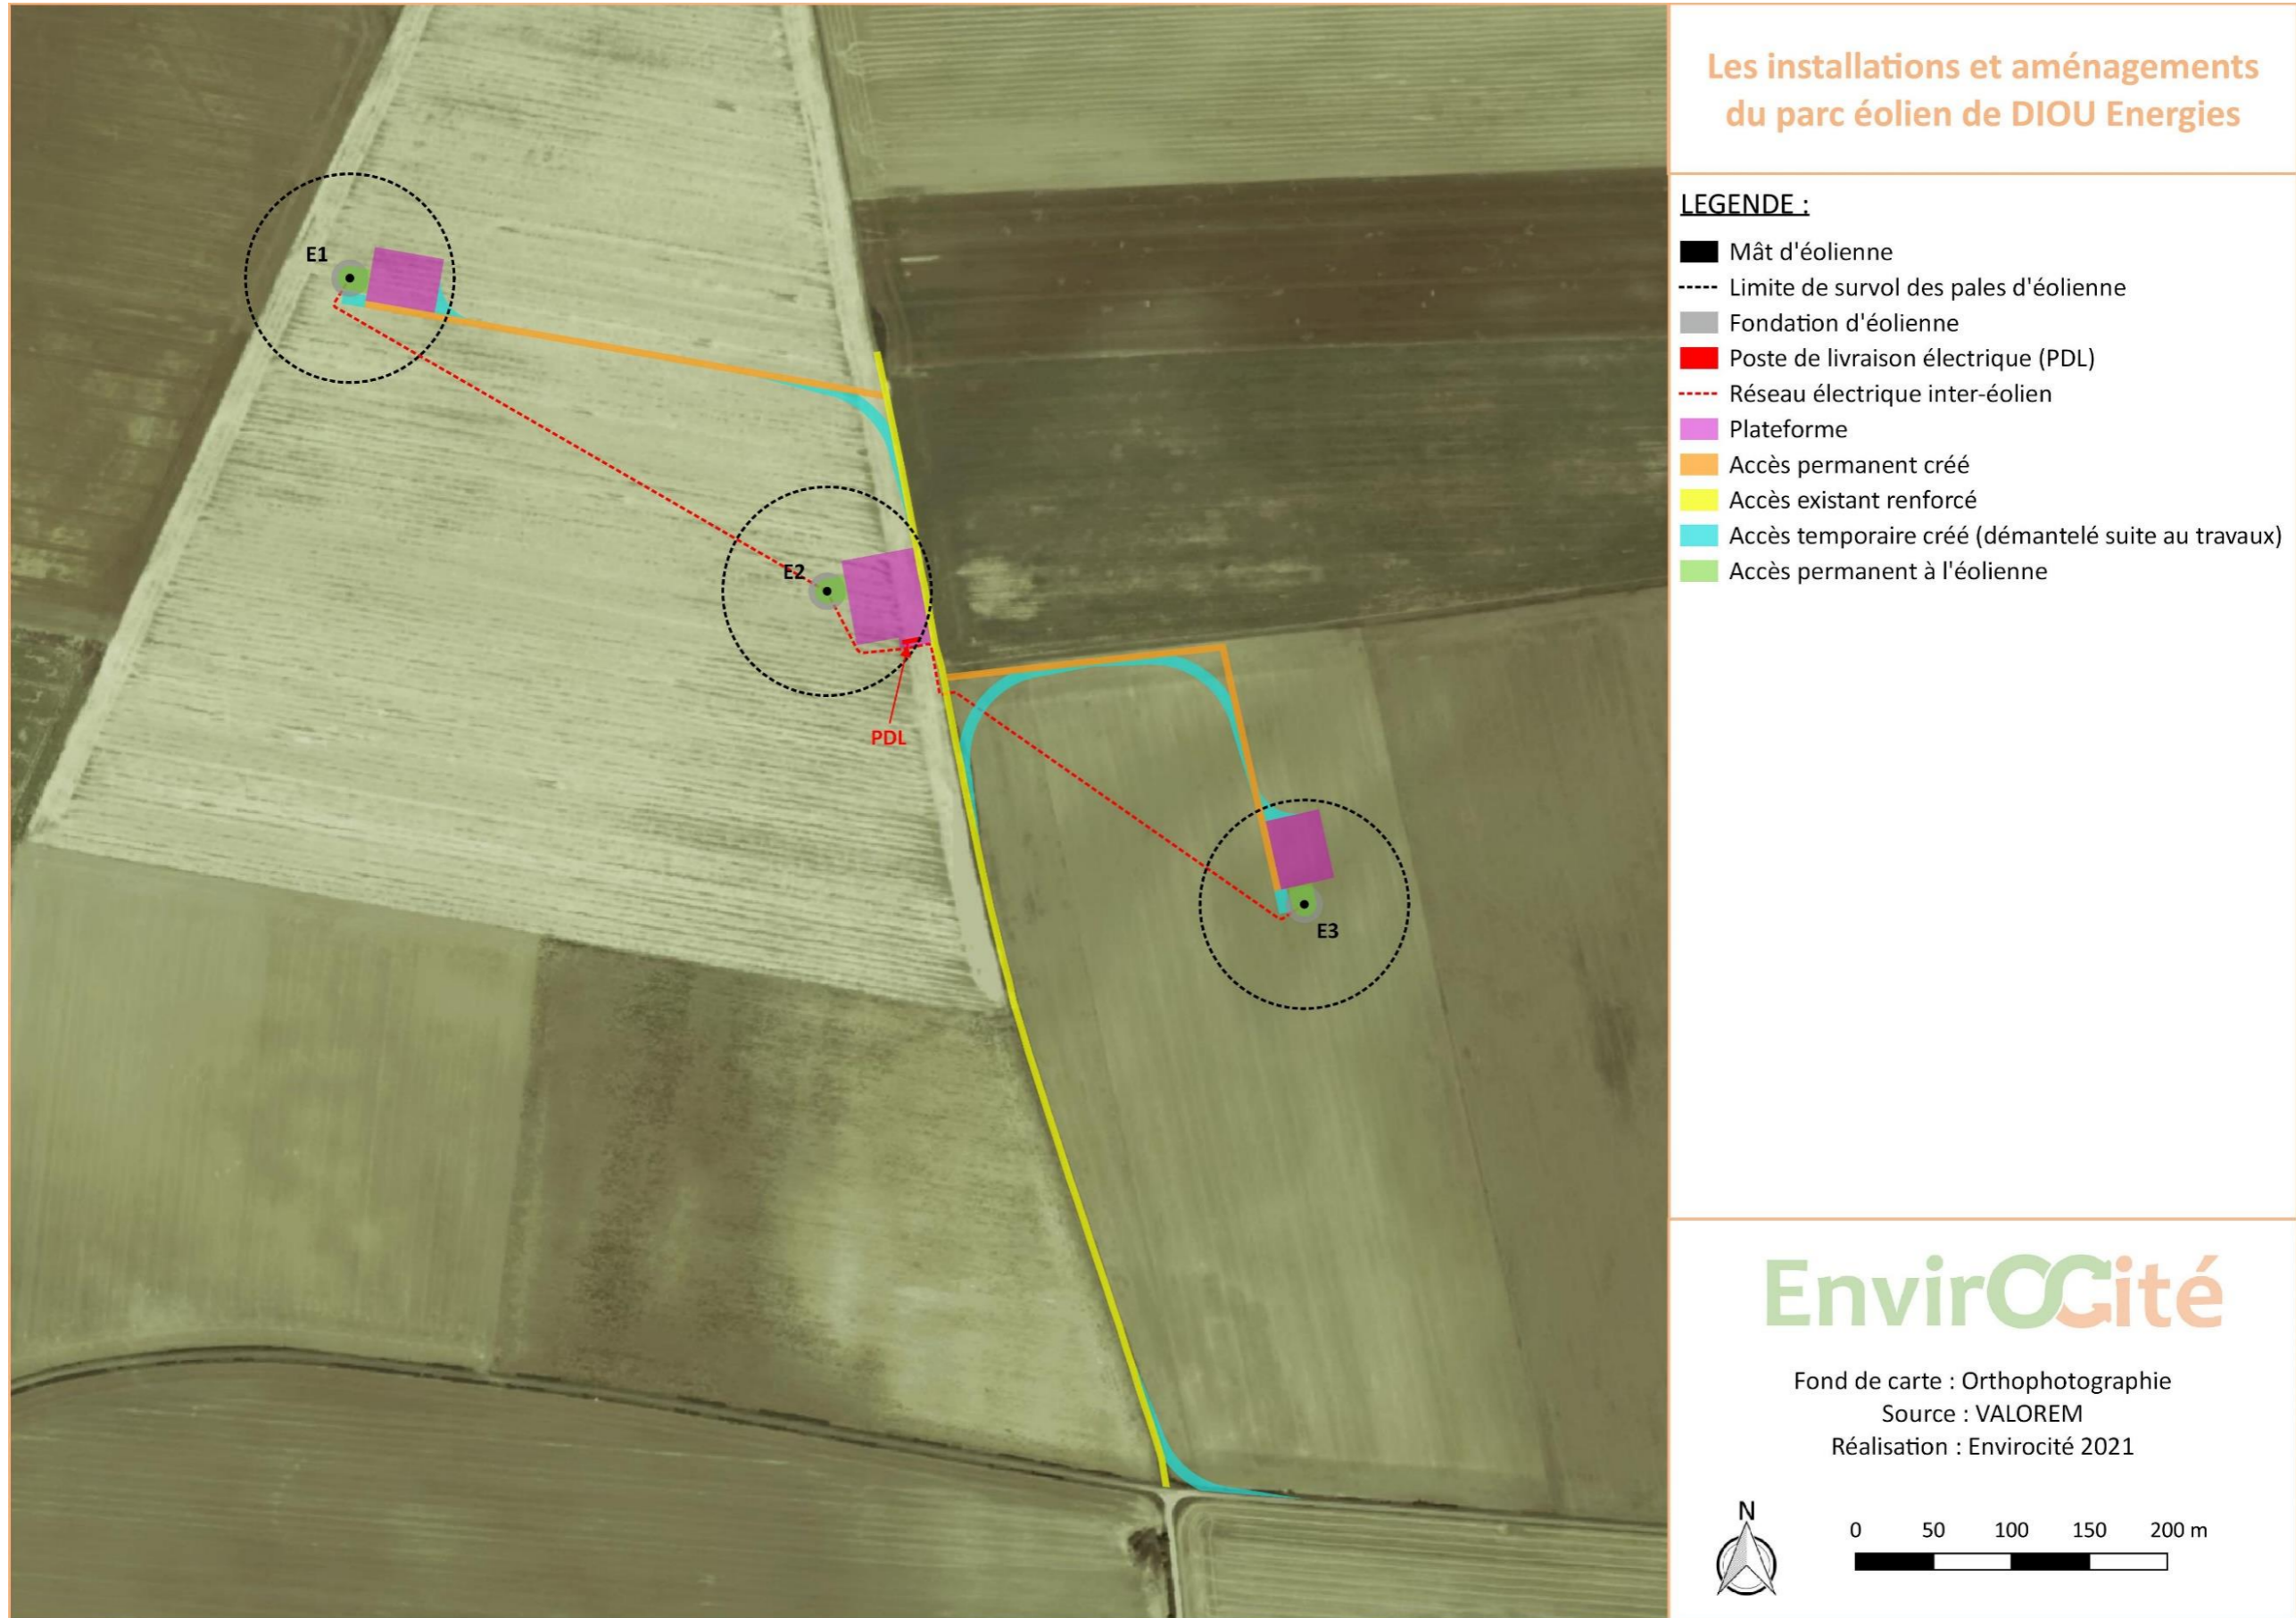 Les installations et aménagements
du parc éolien de DIOU Energies
LEGENDE :
Mât d'éolienne
Limite de survol des pales d'éolienne
Fondation d'éolienne
Poste de livraison électrique (PDL)
Réseau électrique inter-éolien
Plateforme
Accès permanent créé
Accès existant renforcé
Accès temporaire créé (démantelé suite au travaux)
Accès permanent à l'éolienne
E1
E2
PDL
E3
EnvirOCité
Fond de carte : Orthophotographie
Source : VALOREM
Réalisation : Envirocité 2021
N
0 50 100 150 200 m